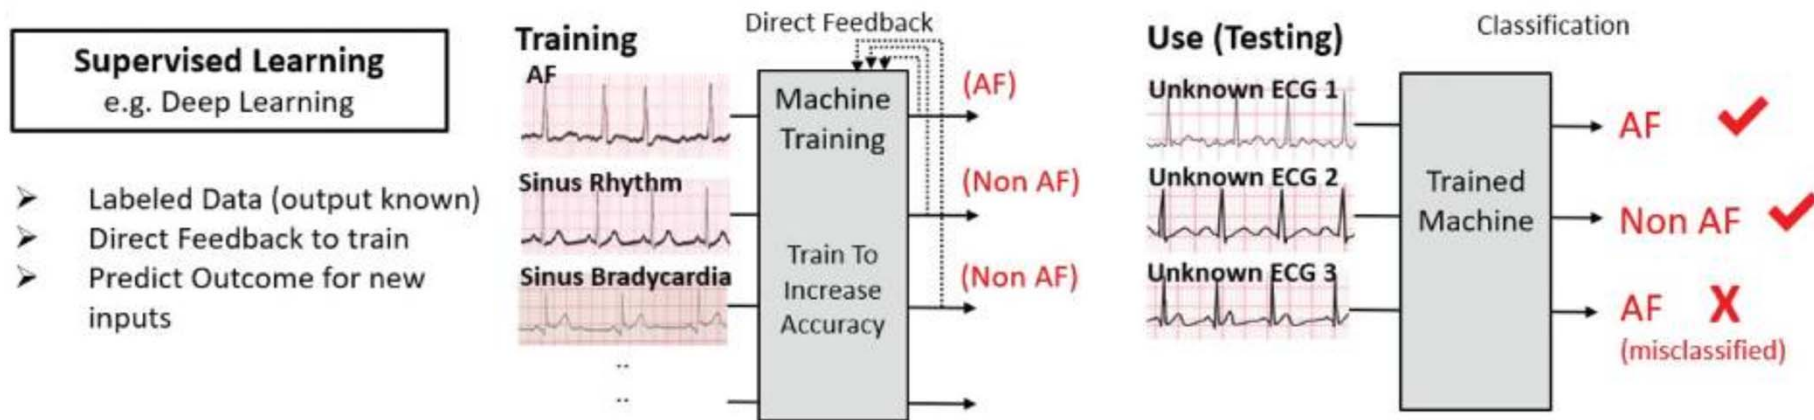 Supervised Learning
e.g. Deep Learning
➢ Labeled Data (output known)
➢ Direct Feedback to train
➢ Predict Outcome for new
inputs
Training
Direct Feedback
AF
Sinus Rhythm
Sinus Bradycardia
..
..
Machine
Training
Train To
Increase
Accuracy
(AF)
(Non AF)
(Non AF)
Use (Testing)
Classification
Unknown ECG 1
Unknown ECG 2
Unknown ECG 3
Trained
Machine
AF ✓
Non AF ✓
AF X
(misclassified)